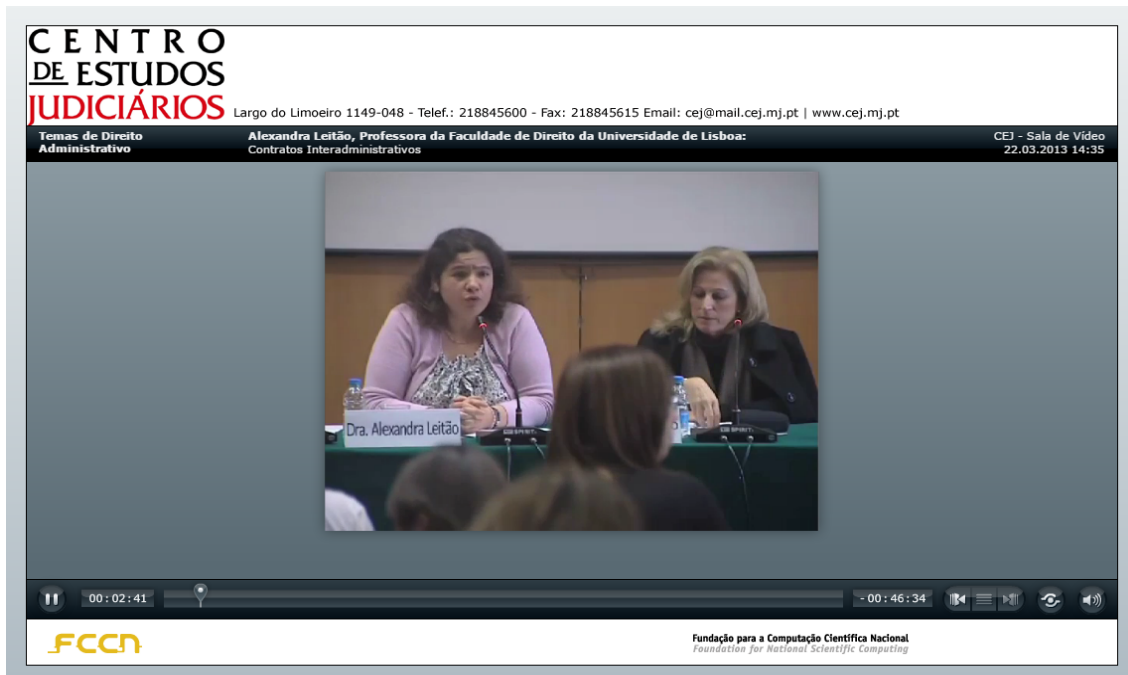 CENTRO
DE ESTUDOS
JUDICIÁRIOS
Largo do Limoeiro 1149-048 - Telef.: 218845600 - Fax: 218845615 Email: cej@mail.cej.mj.pt | www.cej.mj.pt
Temas de Direito
Administrativo
Alexandra Leitão, Professora da Faculdade de Direito da Universidade de Lisboa:
Contratos Interadministrativos
CEJ - Sala de Vídeo
22.03.2013 14:35
Dra. Alexandra Leitão
00:02:41
- 00:46:34
FCCN
Fundação para a Computação Científica Nacional
Foundation for National Scientific Computing